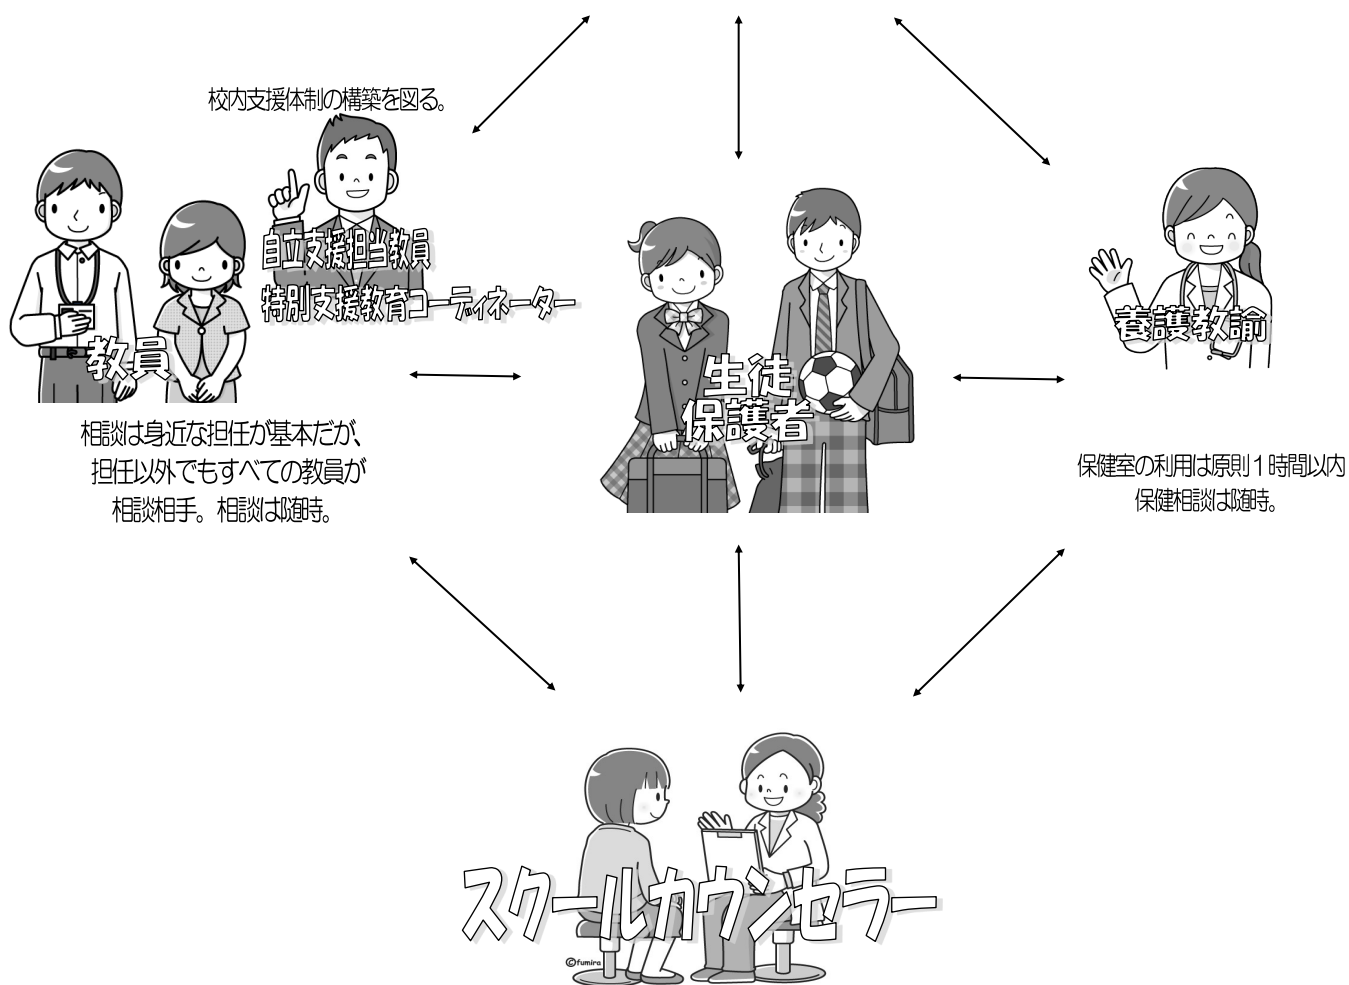 校内支援体制の構築を図る。
自立支援担当教員
特別支援教育コーディネーター
教員
相談は身近な担任が基本だが、
担任以外でもすべての教員が
相談相手。相談は随時。
生徒
保護者
養護教諭
保健室の利用は原則1時間以内
保健相談は随時。
スクールカウンセラー
©fumira